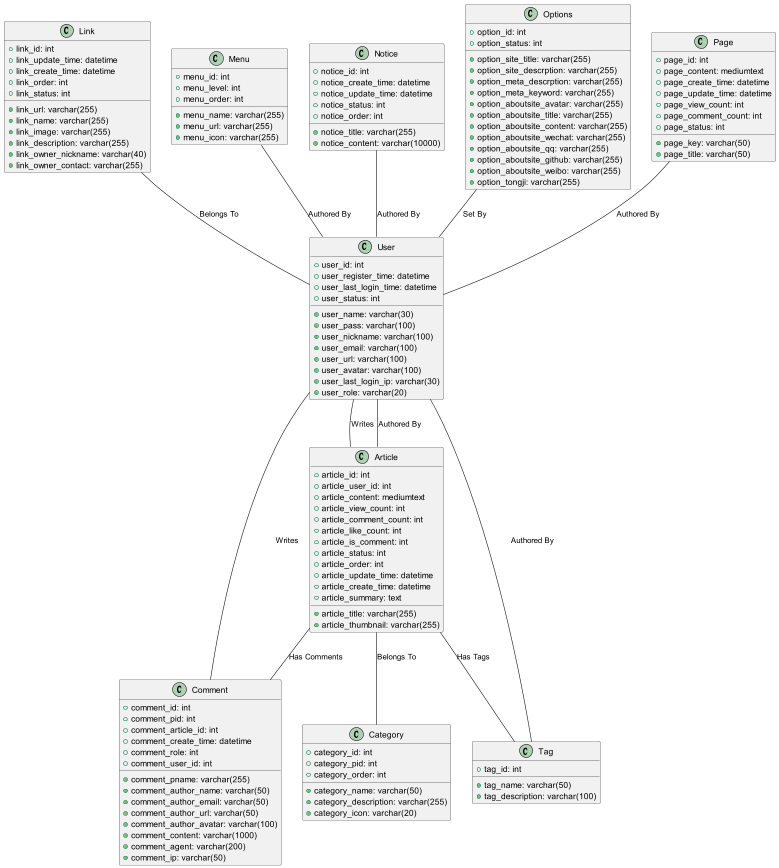 C Link
link_id: int
link_update_time: datetime
link_create_time: datetime
link_order: int
link_status: int
link_url: varchar(255)
link_name: varchar(255)
link_image: varchar(255)
link_description: varchar(255)
link_owner_nickname: varchar(40)
link_owner_contact: varchar(255)
C Menu
menu_id: int
menu_level: int
menu_order: int
menu_name: varchar(255)
menu_url: varchar(255)
menu_icon: varchar(255)
C Notice
notice_id: int
notice_create_time: datetime
notice_update_time: datetime
notice_status: int
notice_order: int
notice_title: varchar(255)
notice_content: varchar(10000)
C Options
option_id: int
option_status: int
option_site_title: varchar(255)
option_site_descrption: varchar(255)
option_meta_descrption: varchar(255)
option_meta_keyword: varchar(255)
option_aboutsite_avatar: varchar(255)
option_aboutsite_title: varchar(255)
option_aboutsite_content: varchar(255)
option_aboutsite_wechat: varchar(255)
option_aboutsite_qq: varchar(255)
option_aboutsite_github: varchar(255)
option_aboutsite_weibo: varchar(255)
option_tongji: varchar(255)
C Page
page_id: int
page_content: mediumtext
page_create_time: datetime
page_update_time: datetime
page_view_count: int
page_comment_count: int
page_status: int
page_key: varchar(50)
page_title: varchar(50)
Belongs To
Authored By
Authored By
Set By
Authored By
C User
user_id: int
user_register_time: datetime
user_last_login_time: datetime
user_status: int
user_name: varchar(30)
user_pass: varchar(100)
user_nickname: varchar(100)
user_email: varchar(100)
user_url: varchar(100)
user_avatar: varchar(100)
user_last_login_ip: varchar(30)
user_role: varchar(20)
Writes
Authored By
C Article
article_id: int
article_user_id: int
article_content: mediumtext
article_view_count: int
article_comment_count: int
article_like_count: int
article_is_comment: int
article_status: int
article_order: int
article_update_time: datetime
article_create_time: datetime
article_summary: text
article_title: varchar(255)
article_thumbnail: varchar(255)
Writes
Authored By
Has Comments
Belongs To
Has Tags
C Comment
comment_id: int
comment_pid: int
comment_article_id: int
comment_create_time: datetime
comment_role: int
comment_user_id: int
comment_pname: varchar(255)
comment_author_name: varchar(50)
comment_author_email: varchar(50)
comment_author_url: varchar(50)
comment_author_avatar: varchar(100)
comment_content: varchar(1000)
comment_agent: varchar(200)
comment_ip: varchar(50)
C Category
category_id: int
category_pid: int
category_order: int
category_name: varchar(50)
category_description: varchar(255)
category_icon: varchar(20)
C Tag
tag_id: int
tag_name: varchar(50)
tag_description: varchar(100)